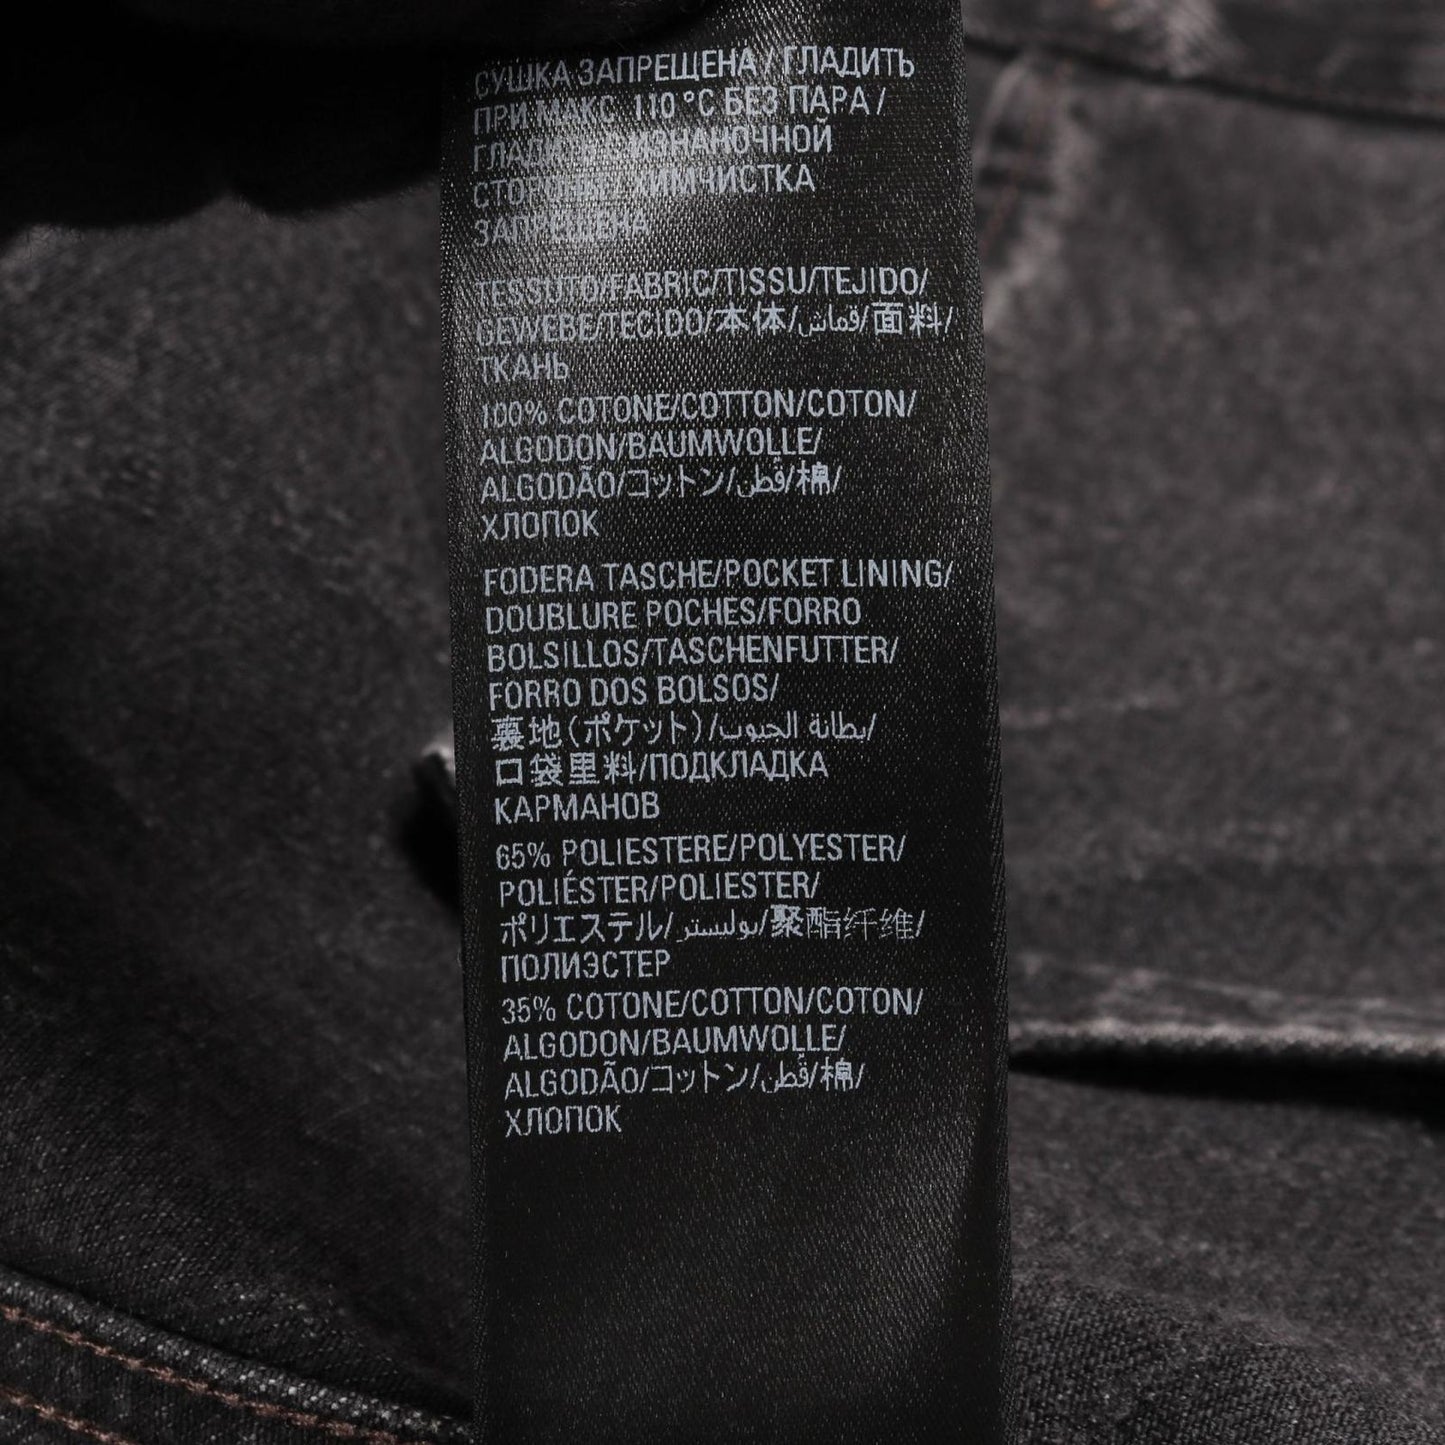 СУШКА ЗАПРЕЩЕНА / ГЛАДИТЬ
ПРИ МАКС. 110 °C БЕЗ ПАРА /
ГЛАДИТЬ С ИЗНАНОЧНОЙ
СТОРОНЫ / ХИМЧИСТКА
ЗАПРЕЩЕНА
TESSUTO/FABRIC/TISSU/TEJIDO/
GEWEBE/TECIDO/本体/قماش/面料/
ТКАНЬ
100% COTONE/COTTON/COTON/
ALGODON/BAUMWOLLE/
ALGODÃO/コットン/قطن/棉/
ХЛОПОК
FODERA TASCHE/POCKET LINING/
DOUBLURE POCHES/FORRO
BOLSILLOS/TASCHENFUTTER/
FORRO DOS BOLSOS/
裏地(ポケット)/بطانة الجيوب/
口袋里料/ПОДКЛАДКА
КАРМАНОВ
65% POLIESTERE/POLYESTER/
POLIÉSTER/POLIESTER/
ポリエステル/بوليستر/聚酯纤维/
ПОЛИЭСТЕР
35% COTONE/COTTON/COTON/
ALGODON/BAUMWOLLE/
ALGODÃO/コットン/قطن/棉/
ХЛОПОК